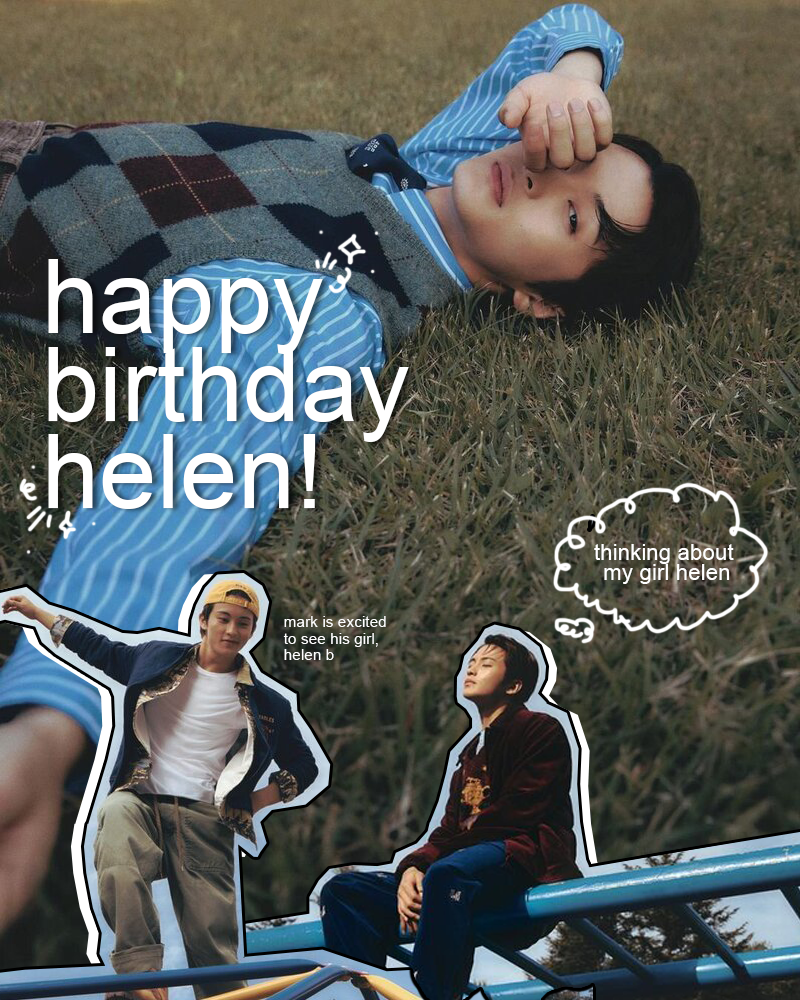 happy
birthday
helen!
thinking about
my girl helen
mark is excited
to see his girl,
helen b